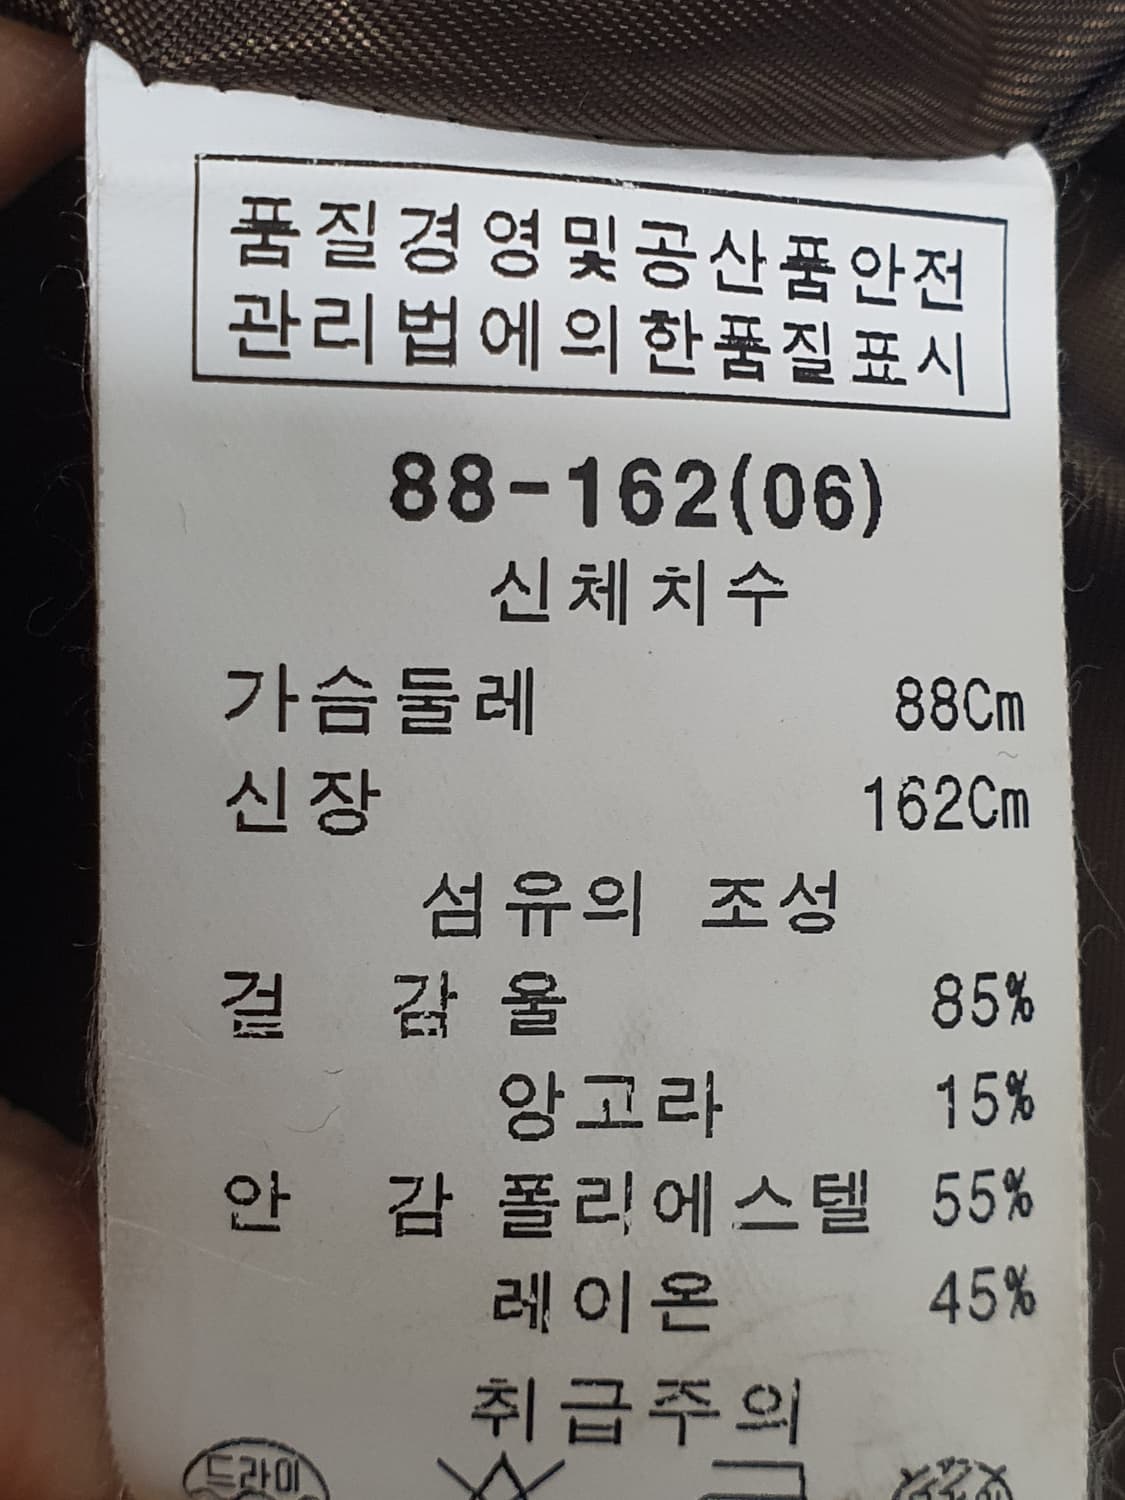 품질경영및공산품안전
관리법에의한품질표시
88-162(06)
신체치수
가슴둘레 88Cm
신장 162Cm
섬유의 조성
겉 감 울 85%
앙고라 15%
안 감 폴리에스텔 55%
레이온 45%
취급주의
드라이